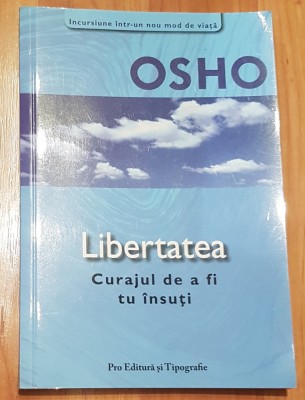 Incursiune într-un nou mod de viață
OSHO
Libertatea
Curajul de a fi
tu însuți
Pro Editură și Tipografie